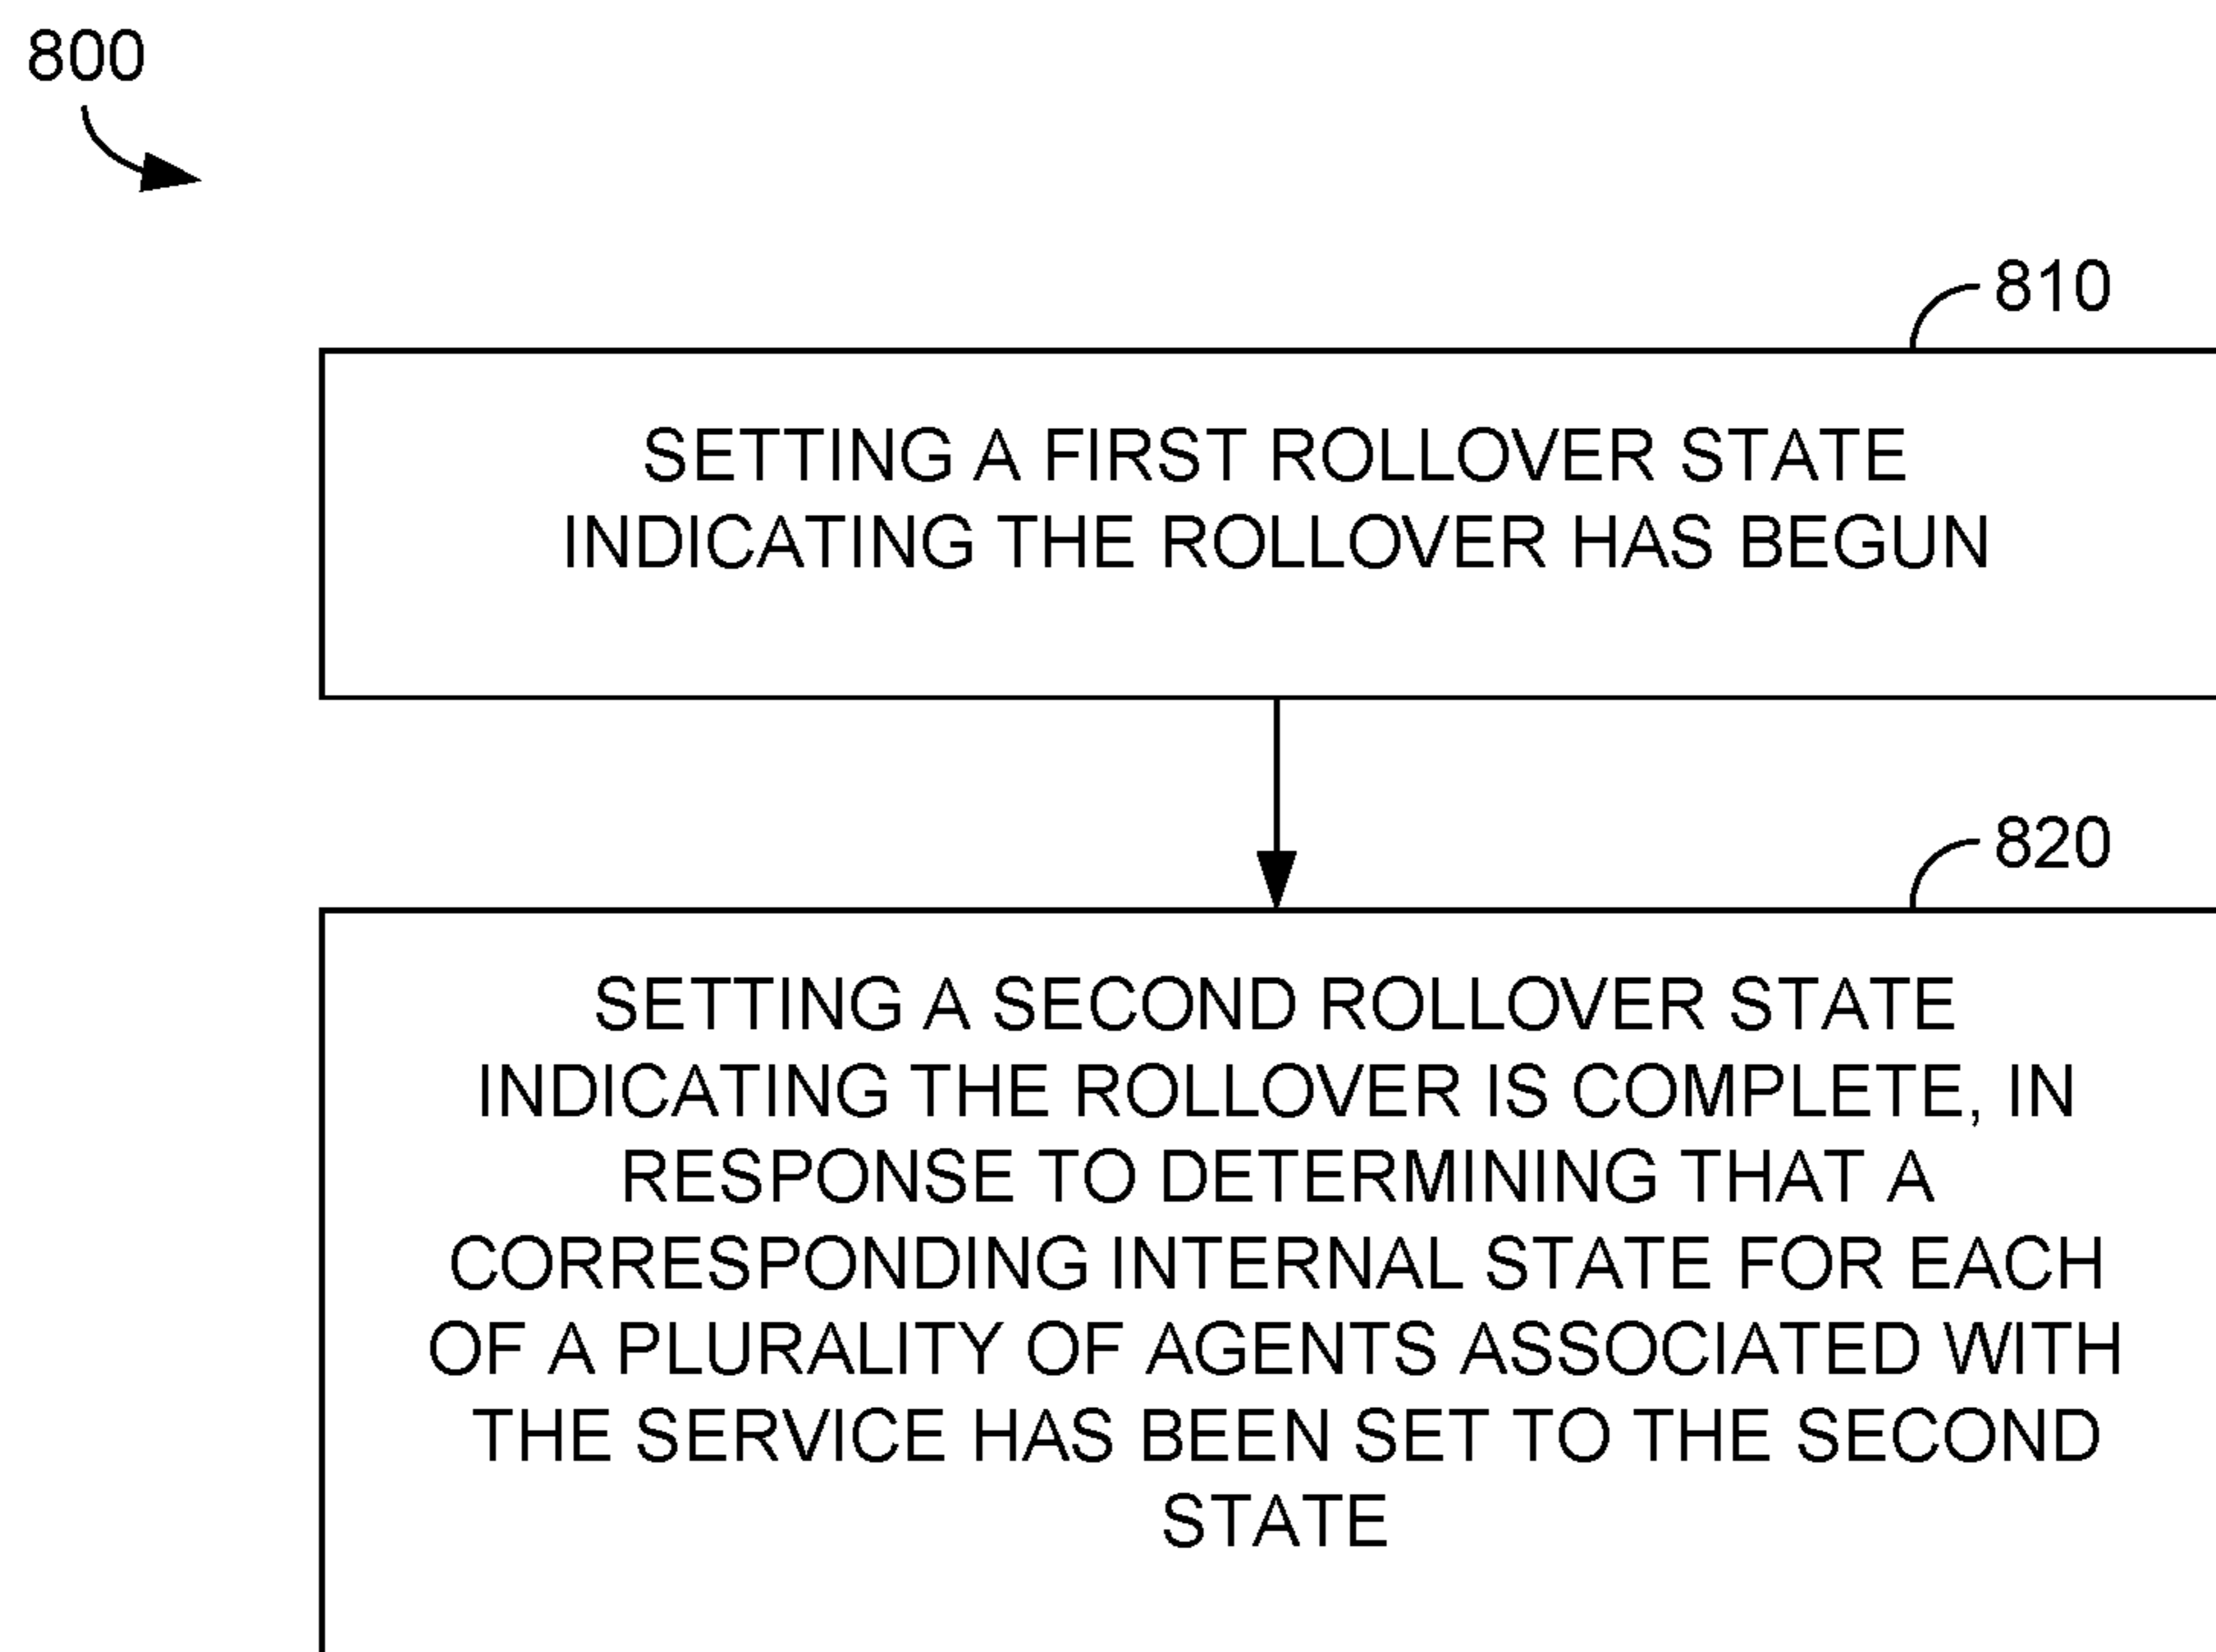 800
810
SETTING A FIRST ROLLOVER STATE
INDICATING THE ROLLOVER HAS BEGUN
820
SETTING A SECOND ROLLOVER STATE
INDICATING THE ROLLOVER IS COMPLETE, IN
RESPONSE TO DETERMINING THAT A
CORRESPONDING INTERNAL STATE FOR EACH
OF A PLURALITY OF AGENTS ASSOCIATED WITH
THE SERVICE HAS BEEN SET TO THE SECOND
STATE